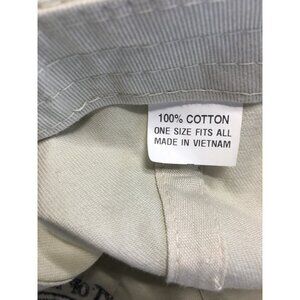 100% COTTON
ONE SIZE FITS ALL
MADE IN VIETNAM